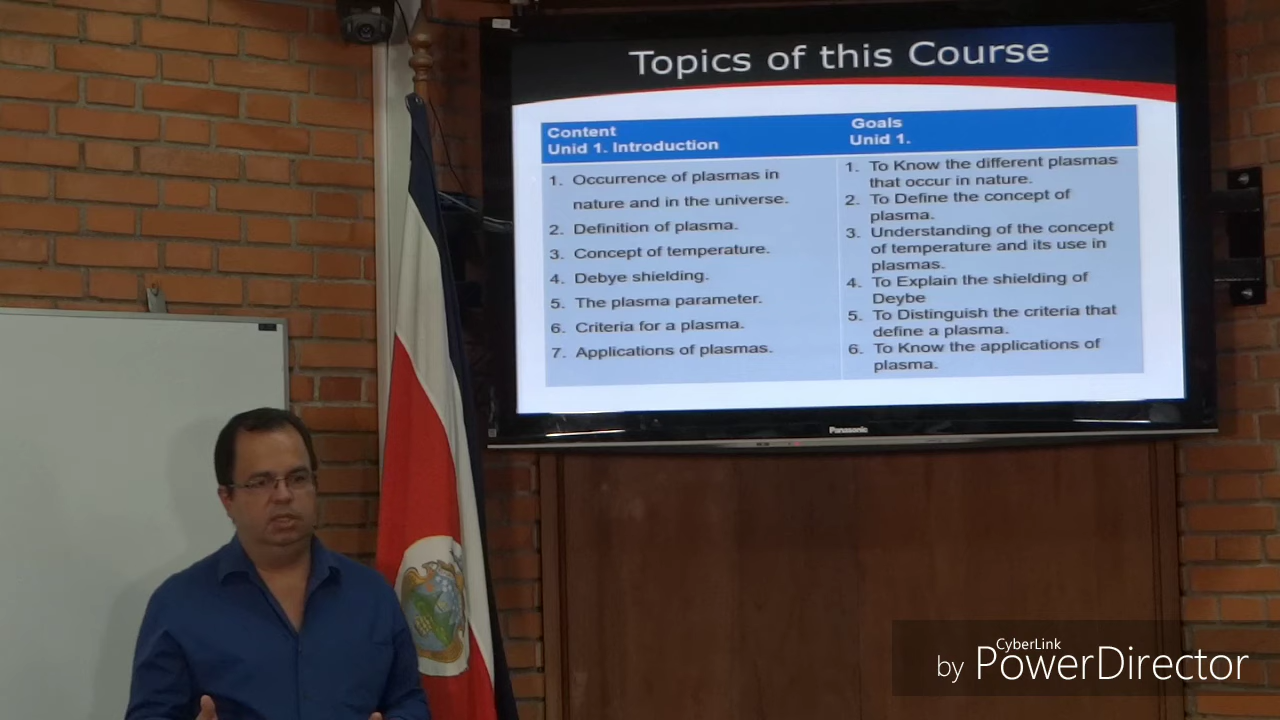 Topics of this Course
Content
Unid 1. Introduction
Goals
Unid 1.
1. Occurrence of plasmas in
nature and in the universe.
2. Definition of plasma.
3. Concept of temperature.
4. Debye shielding.
5. The plasma parameter.
6. Criteria for a plasma.
7. Applications of plasmas.
1. To Know the different plasmas
that occur in nature.
2. To Define the concept of
plasma.
3. Understanding of the concept
of temperature and its use in
plasmas.
4. To Explain the shielding of
Deybe
5. To Distinguish the criteria that
define a plasma.
6. To Know the applications of
plasma.
Panasonic
CyberLink
by PowerDirector